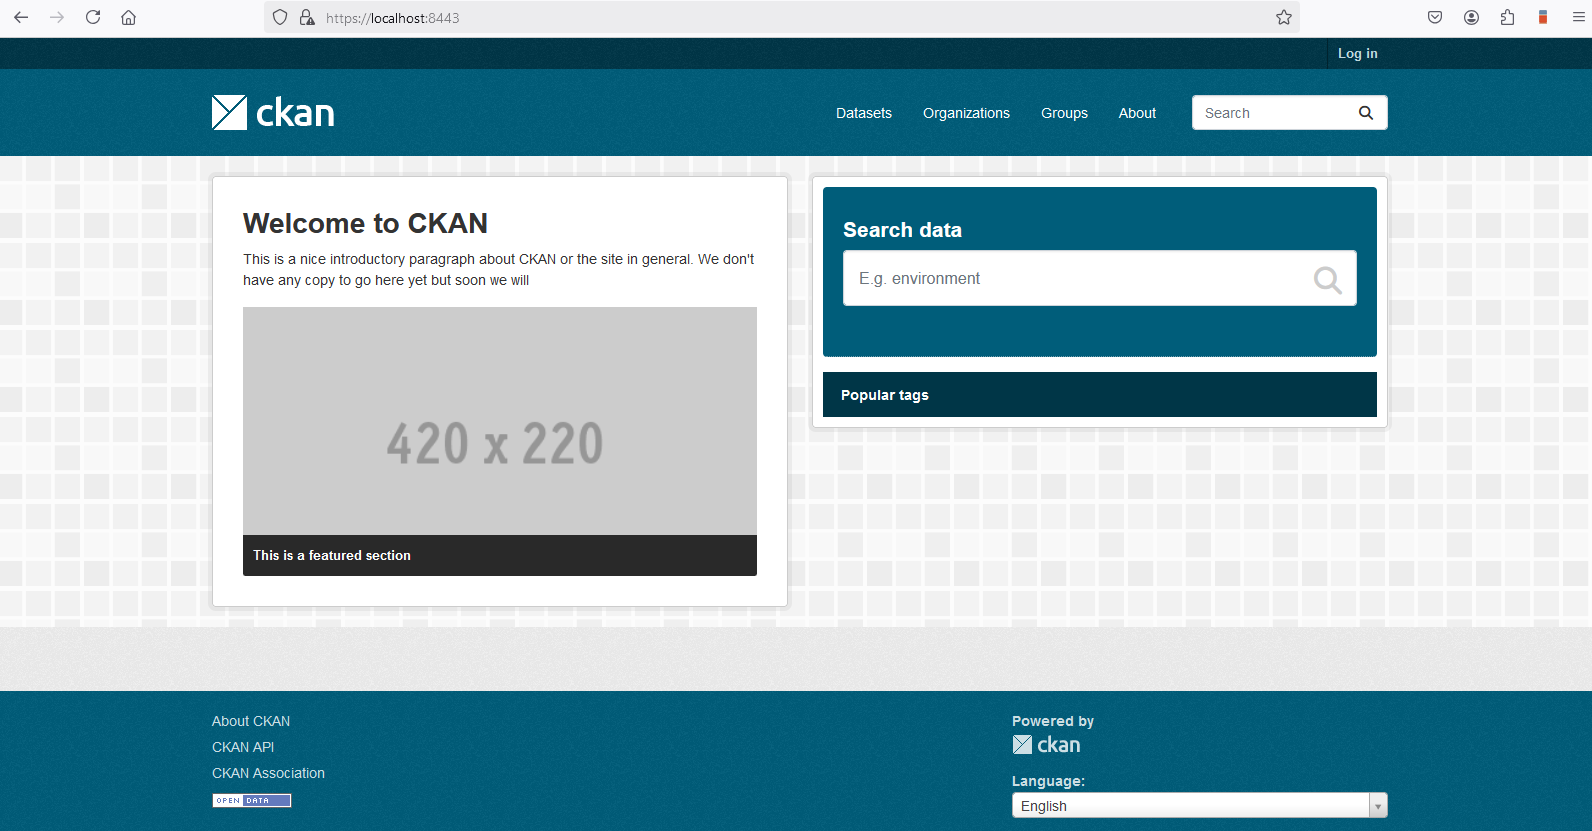 https://localhost:8443
Log in
ckan
Datasets
Organizations
Groups
About
Search
Welcome to CKAN
This is a nice introductory paragraph about CKAN or the site in general. We don't
have any copy to go here yet but soon we will
420 x 220
This is a featured section
Search data
E.g. environment
Popular tags
About CKAN
CKAN API
CKAN Association
OPEN DATA
Powered by
ckan
Language:
English